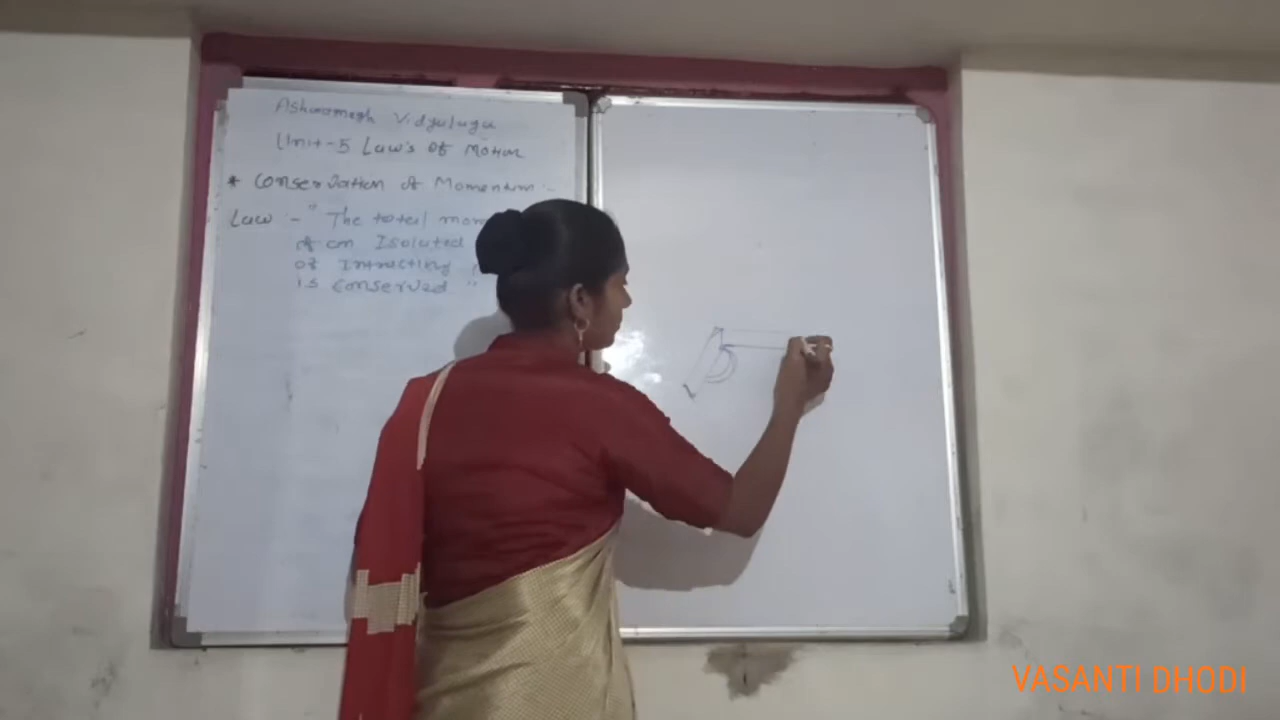 Ashwamegh Vidyalaya
Unit-5 Law's of Motion
* Conservation of Momentum :-
Law :- " The total mom
of an Isolated
of Intracting
is conserved "
VASANTI DHODI